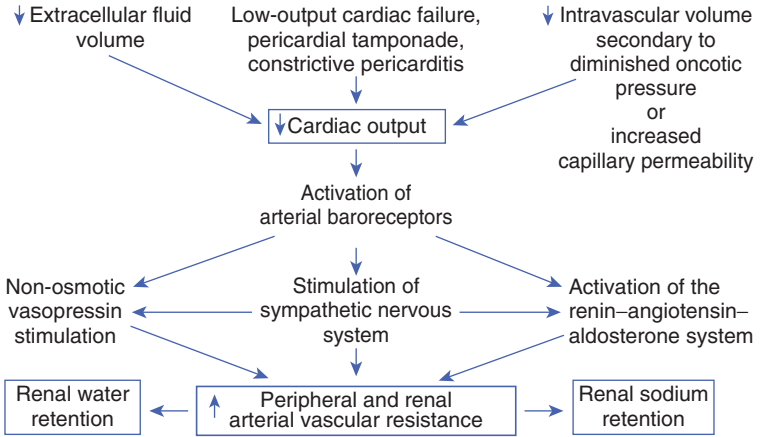 ↓ Extracellular fluid
volume
Low-output cardiac failure,
pericardial tamponade,
constrictive pericarditis
↓ Intravascular volume
secondary to
diminished oncotic
pressure
or
increased
capillary permeability
↓ Cardiac output
Activation of
arterial baroreceptors
Non-osmotic
vasopressin
stimulation
Stimulation of
sympathetic nervous
system
Activation of the
renin–angiotensin–
aldosterone system
Renal water
retention
↑ Peripheral and renal
arterial vascular resistance
Renal sodium
retention